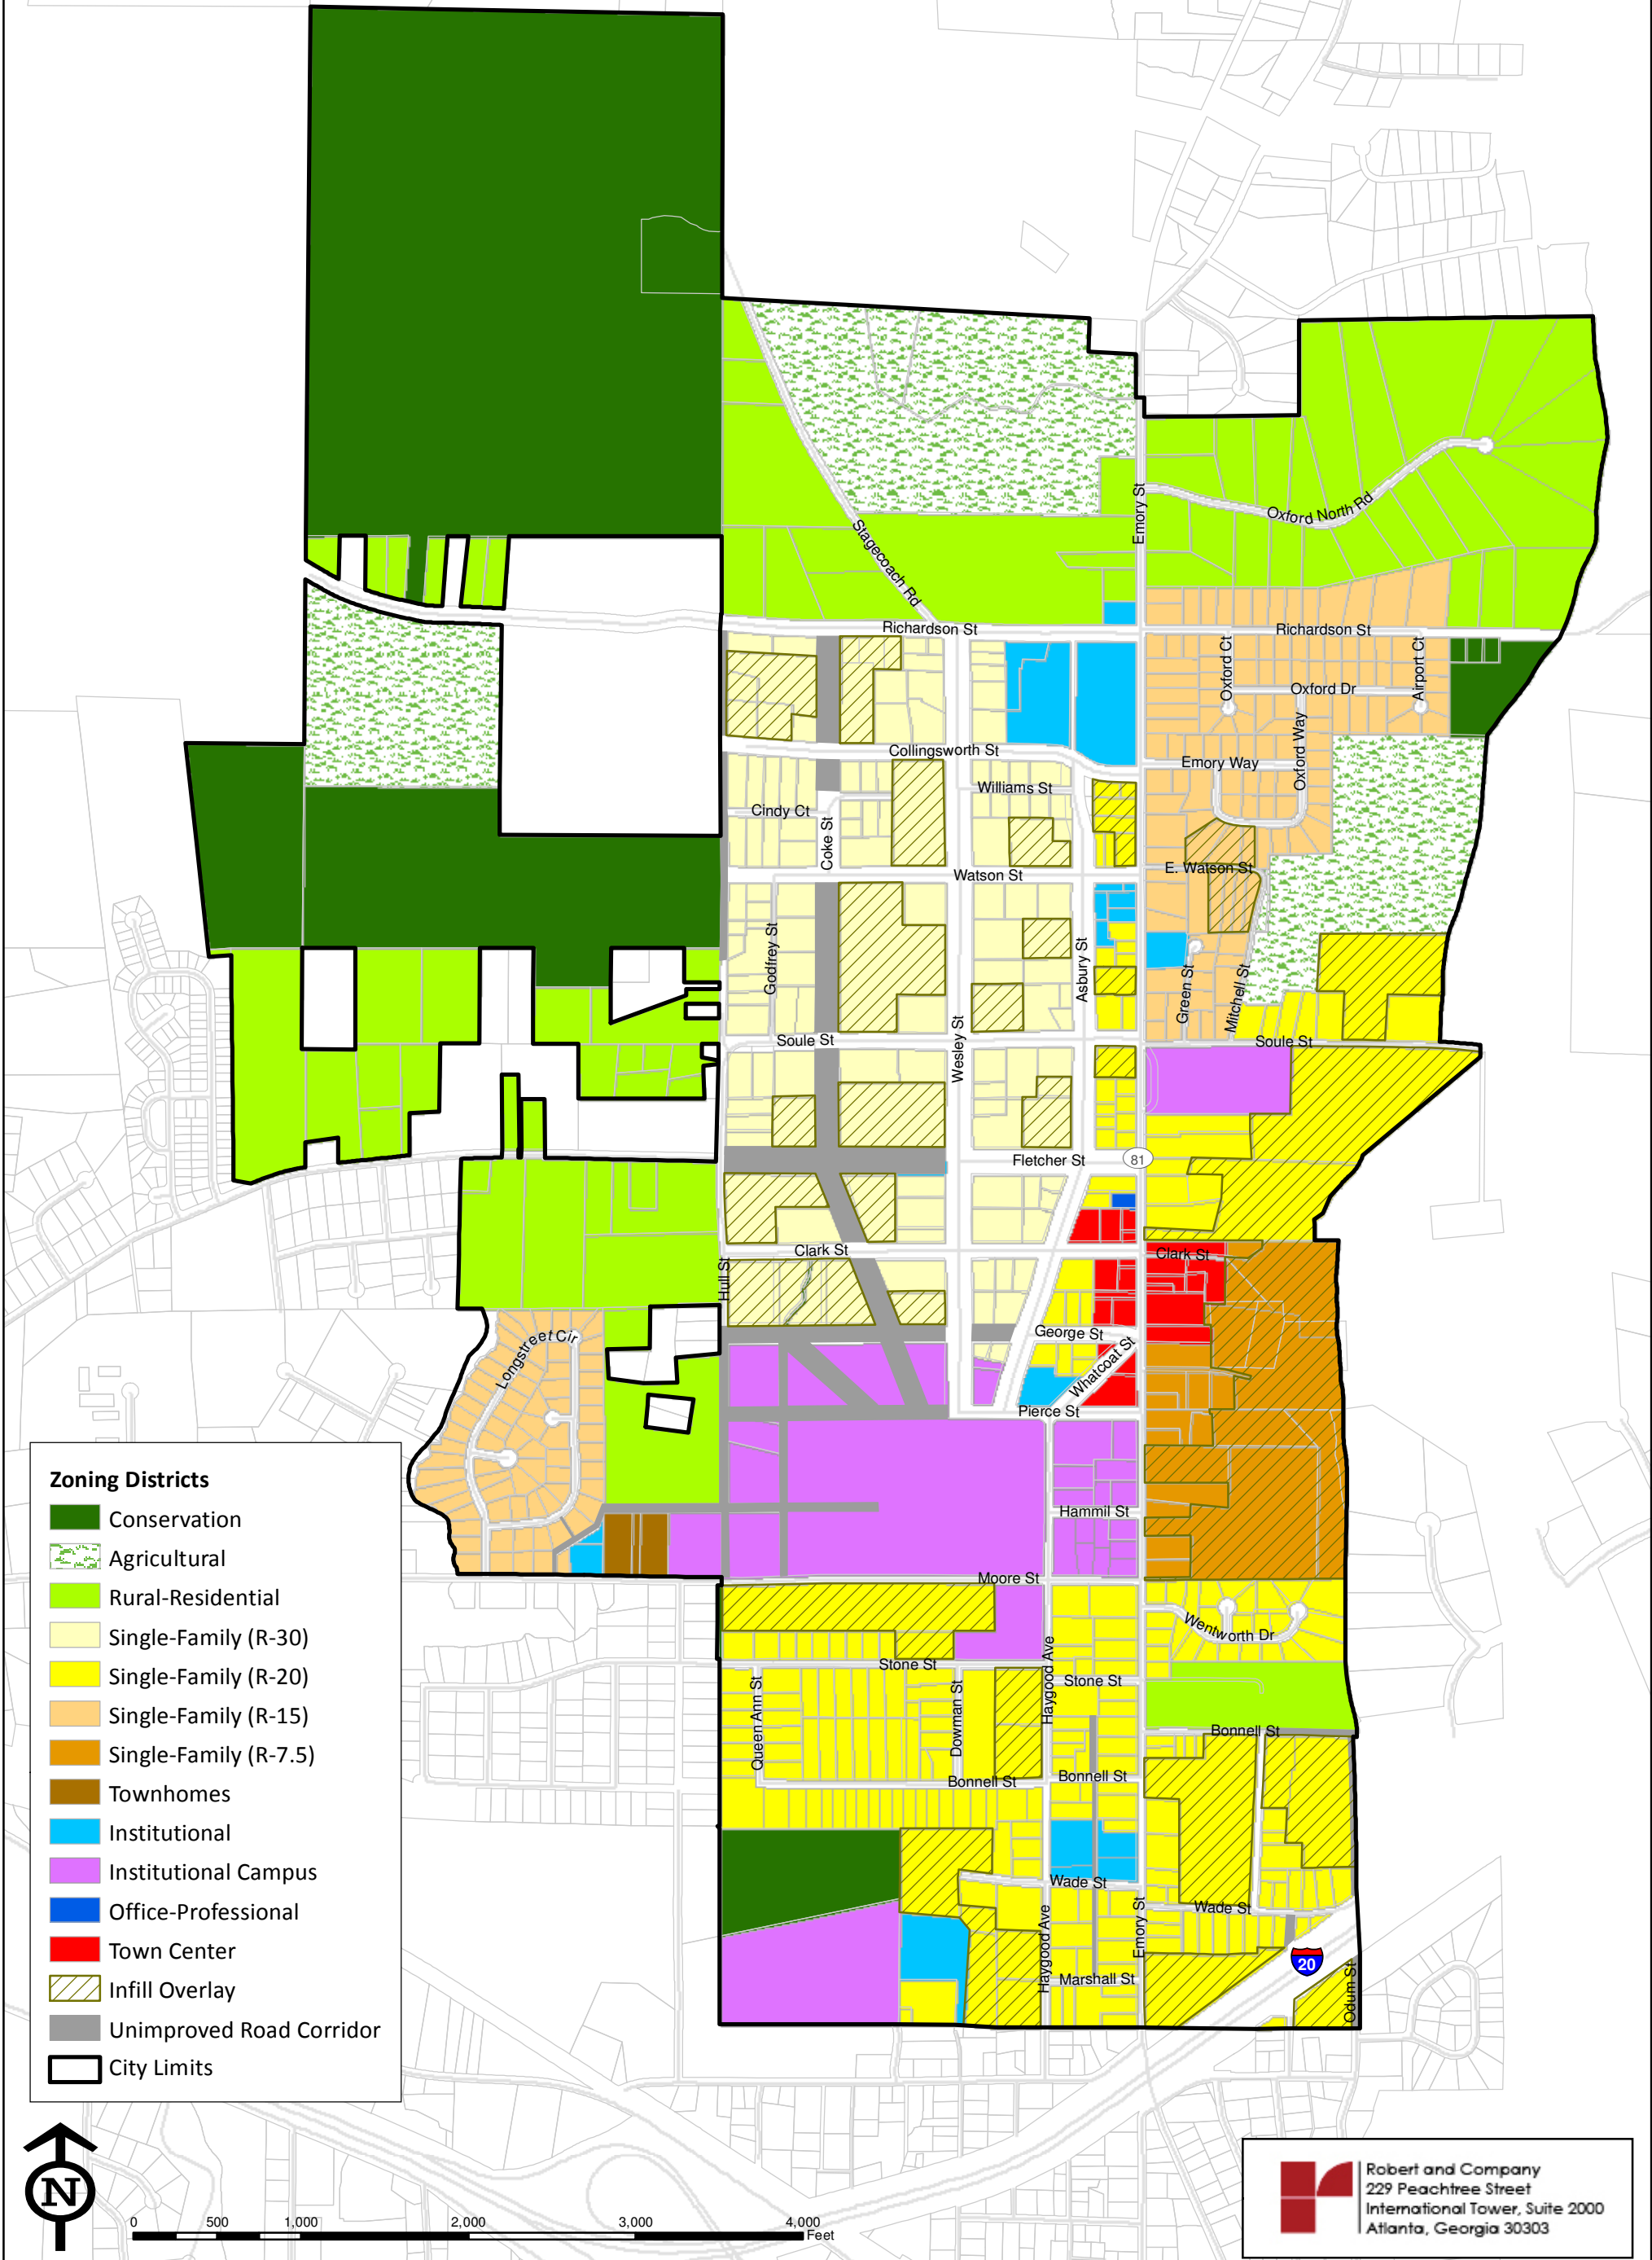 Emory St
Oxford North Rd
Stagecoach Rd
Richardson St
Richardson St
Oxford Ct
Airport Ct
Oxford Dr
Oxford Way
Collingsworth St
Emory Way
Williams St
Cindy Ct
Coke St
E. Watson St
Watson St
Godfrey St
Asbury St
Green St
Mitchell St
Soule St
Wesley St
Soule St
Fletcher St
81
Clark St
Clark St
Hull St
George St
Whatcoat St
Longstreet Cir
Pierce St
Hammil St
Moore St
Wentworth Dr
Haygood Ave
Stone St
Stone St
Queen Ann St
Dowman St
Bonnell St
Bonnell St
Bonnell St
Wade St
Wade St
Emory St
Haygood Ave
20
Marshall St
Odum St
Zoning Districts
Conservation
Agricultural
Rural-Residential
Single-Family (R-30)
Single-Family (R-20)
Single-Family (R-15)
Single-Family (R-7.5)
Townhomes
Institutional
Institutional Campus
Office-Professional
Town Center
Infill Overlay
Unimproved Road Corridor
City Limits
N
0 500 1,000 2,000 3,000 4,000
Feet
Robert and Company
229 Peachtree Street
International Tower, Suite 2000
Atlanta, Georgia 30303